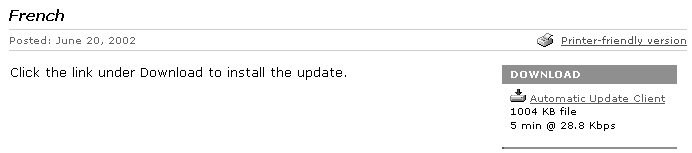 French
Posted: June 20, 2002
Printer-friendly version
Click the link under Download to install the update.
DOWNLOAD
Automatic Update Client
1004 KB file
5 min @ 28.8 Kbps